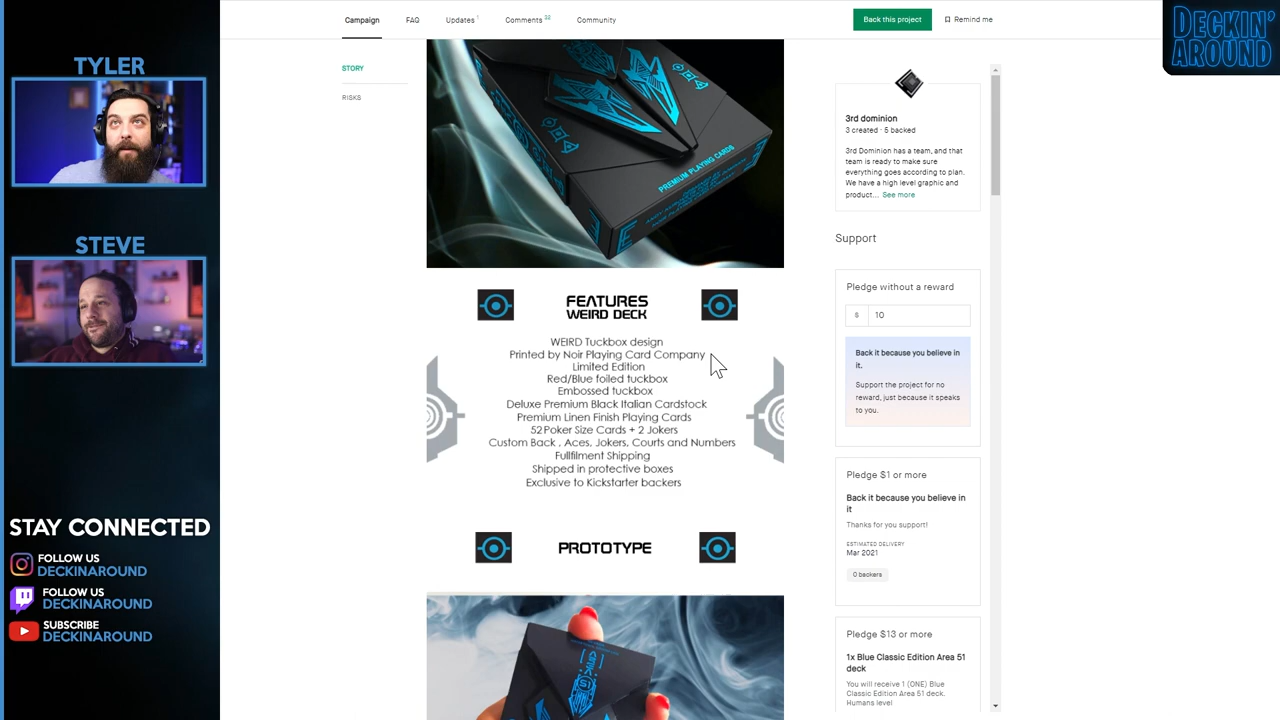 TYLER
STEVE
STAY CONNECTED
FOLLOW US
DECKINAROUND
FOLLOW US
DECKINAROUND
SUBSCRIBE
DECKINAROUND
Campaign
FAQ
Updates 1
Comments
Community
Back this project
Remind me
DECKIN'
AROUND
STORY
RISKS
PREMIUM PLAYING CARDS
FEATURES
WEIRD DECK
WEIRD Tuckbox design
Printed by Noir Playing Card Company
Limited Edition
Red/Blue foiled tuckbox
Embossed tuckbox
Deluxe Premium Black Italian Cardstock
Premium Linen Finish Playing Cards
52 Poker Size Cards + 2 Jokers
Custom Back , Aces, Jokers, Courts and Numbers
Fullfilment Shipping
Shipped in protective boxes
Exclusive to Kickstarter backers
PROTOTYPE
3rd dominion
3 created · 5 backed
3rd Dominion has a team, and that
team is ready to make sure
everything goes according to plan.
We have a high level graphic and
product... See more
Support
Pledge without a reward
$ 10
Back it because you believe in
it.
Support the project for no
reward, just because it speaks
to you.
Pledge $1 or more
Back it because you believe in
it
Thanks for you support!
ESTIMATED DELIVERY
Mar 2021
0 backers
Pledge $13 or more
1x Blue Classic Edition Area 51
deck
You will receive 1 (ONE) Blue
Classic Edition Area 51 deck.
Humans level